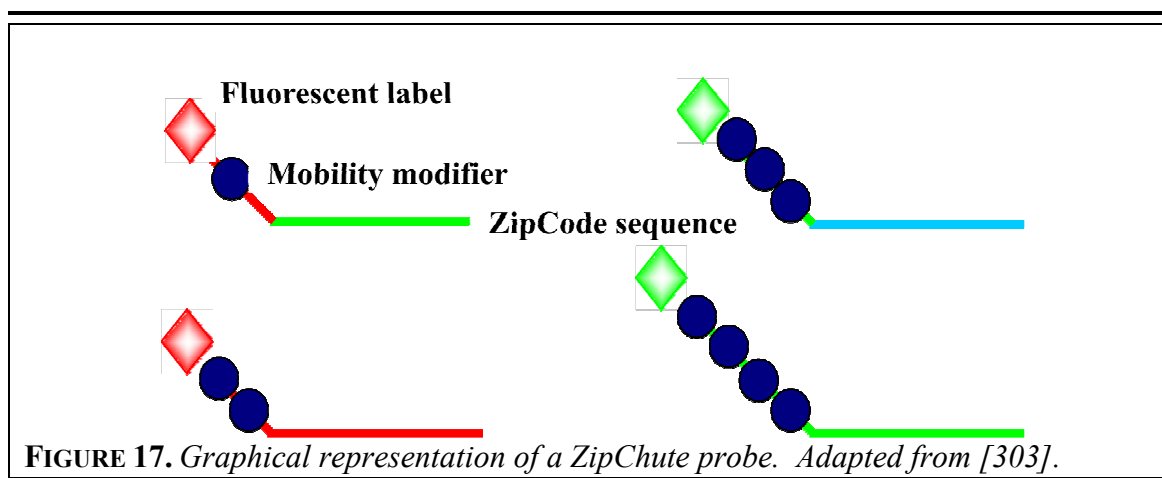 Fluorescent label
Mobility modifier
ZipCode sequence
FIGURE 17. Graphical representation of a ZipChute probe. Adapted from [303].